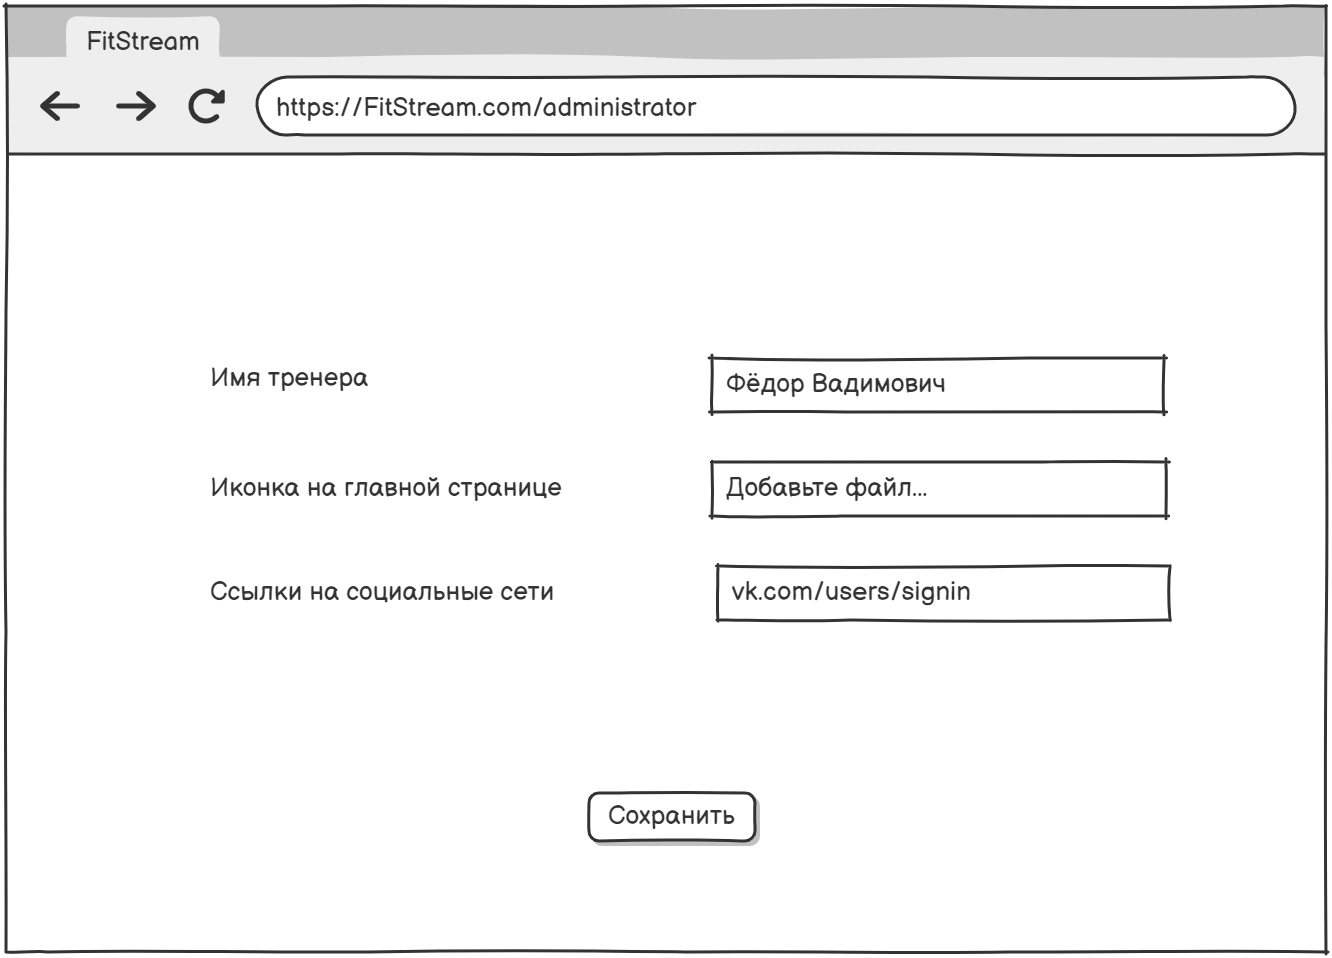 FitStream
https://FitStream.com/administrator
Имя тренера
Фёдор Вадимович
Иконка на главной странице
Добавьте файл...
Ссылки на социальные сети
vk.com/users/signin
Сохранить